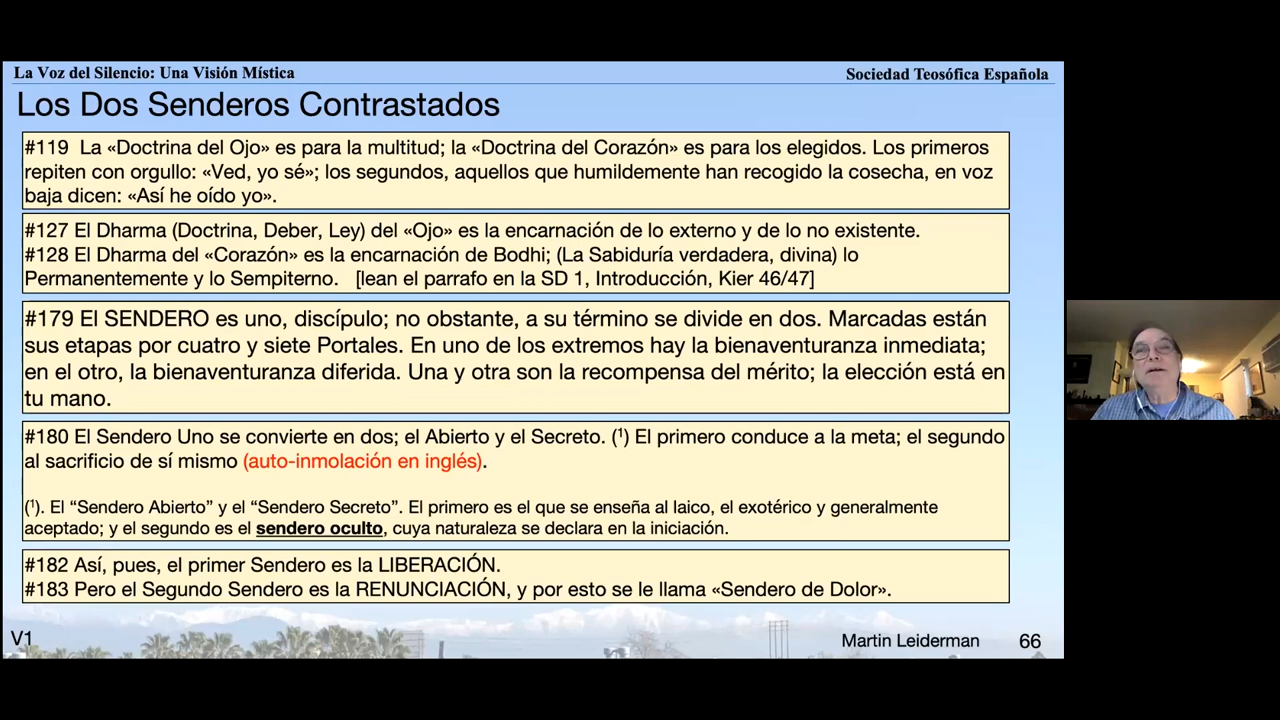 La Voz del Silencio: Una Visión Mística
Sociedad Teosófica Española
Los Dos Senderos Contrastados
#119 La «Doctrina del Ojo» es para la multitud; la «Doctrina del Corazón» es para los elegidos. Los primeros
repiten con orgullo: «Ved, yo sé»; los segundos, aquellos que humildemente han recogido la cosecha, en voz
baja dicen: «Así he oído yo».
#127 El Dharma (Doctrina, Deber, Ley) del «Ojo» es la encarnación de lo externo y de lo no existente.
#128 El Dharma del «Corazón» es la encarnación de Bodhi; (La Sabiduría verdadera, divina) lo
Permanentemente y lo Sempiterno. [lean el parrafo en la SD 1, Introducción, Kier 46/47]
#179 El SENDERO es uno, discípulo; no obstante, a su término se divide en dos. Marcadas están
sus etapas por cuatro y siete Portales. En uno de los extremos hay la bienaventuranza inmediata;
en el otro, la bienaventuranza diferida. Una y otra son la recompensa del mérito; la elección está en
tu mano.
#180 El Sendero Uno se convierte en dos; el Abierto y el Secreto. (¹) El primero conduce a la meta; el segundo
al sacrificio de sí mismo (auto-inmolación en inglés).
(¹). El “Sendero Abierto” y el “Sendero Secreto”. El primero es el que se enseña al laico, el exotérico y generalmente
aceptado; y el segundo es el sendero oculto, cuya naturaleza se declara en la iniciación.
#182 Así, pues, el primer Sendero es la LIBERACIÓN.
#183 Pero el Segundo Sendero es la RENUNCIACIÓN, y por esto se le llama «Sendero de Dolor».
V1
Martin Leiderman
66